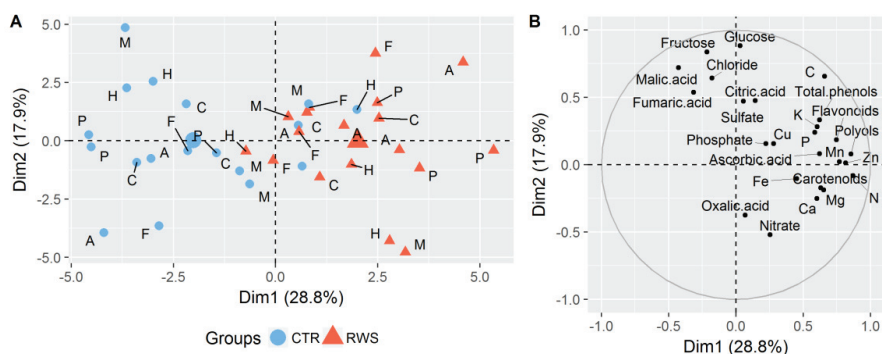 A
B
Dim2 (17.9%)
5.0
2.5
0.0
-2.5
-5.0
M
F
A
H
H
H
P
C
M
M
C
P
F
F
P
H
A
C
P
A
C
M
F
F
A
P
P
M
C
H
A
F
H
M
-5.0
-2.5
0.0
2.5
5.0
Dim1 (28.8%)
Groups
CTR
RWS
Dim2 (17.9%)
1.0
0.5
0.0
-0.5
-1.0
Fructose
Glucose
Chloride
C
Malic.acid
Citric.acid
Total.phenols
Fumaric.acid
K
Flavonoids
Sulfate
Cu
Polyols
Phosphate
P
Ascorbic.acid
Mn
Zn
Fe
Carotenoids
N
Oxalic.acid
Mg
Ca
Nitrate
-1.0
-0.5
0.0
0.5
1.0
Dim1 (28.8%)